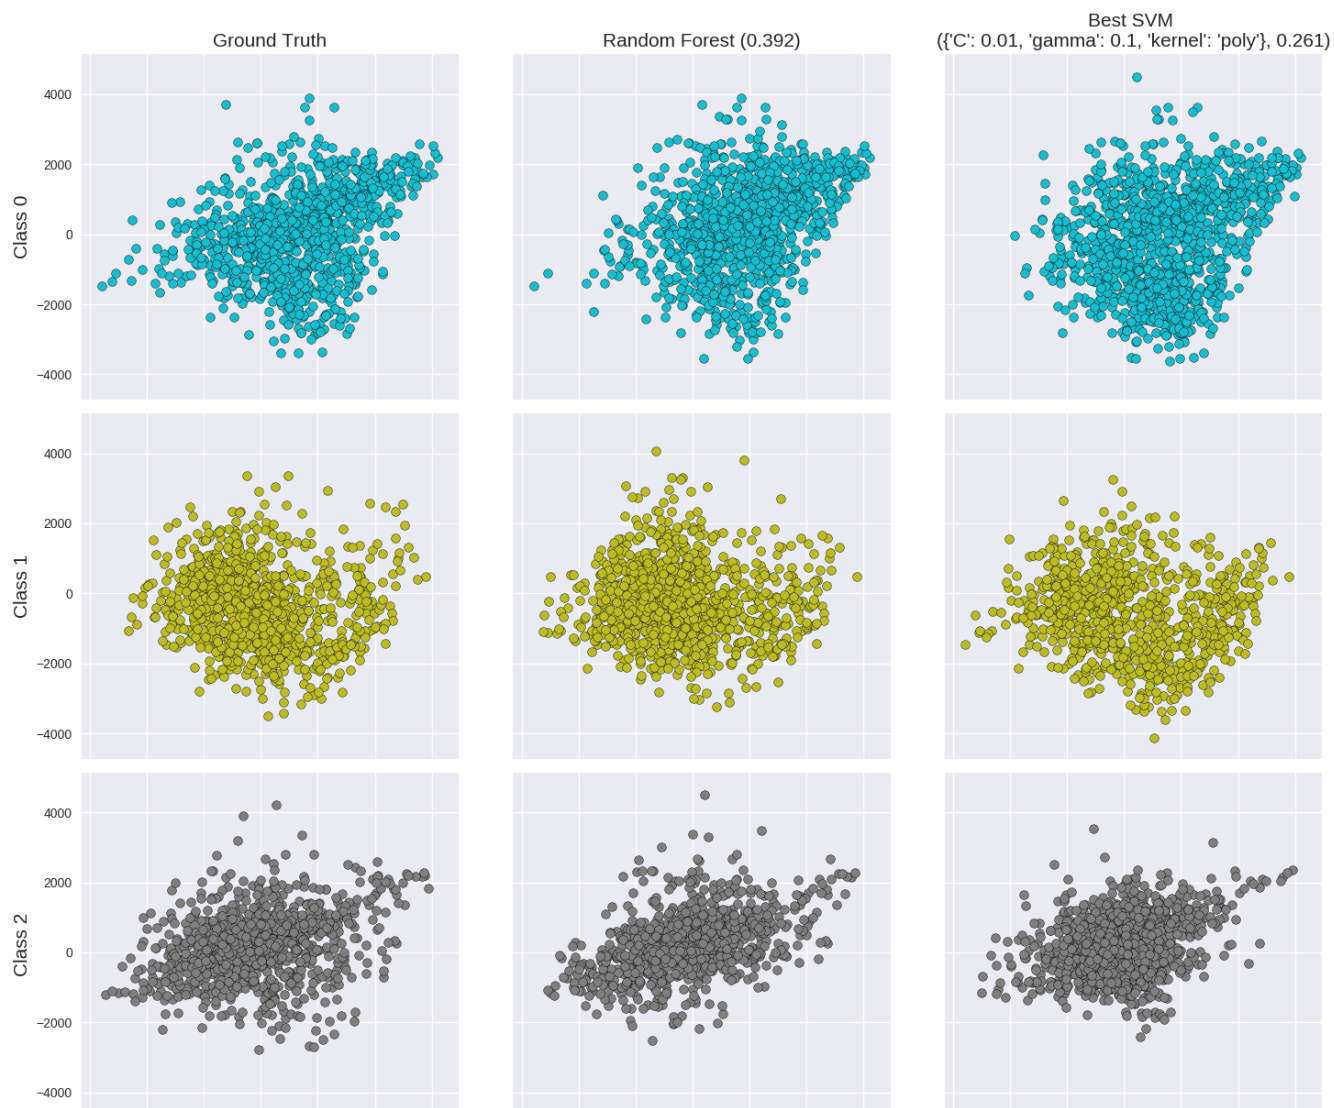 Ground Truth
Random Forest (0.392)
Best SVM
({'C': 0.01, 'gamma': 0.1, 'kernel': 'poly'}, 0.261)
Class 0
4000
2000
0
−2000
−4000
Class 1
4000
2000
0
−2000
−4000
Class 2
4000
2000
0
−2000
−4000